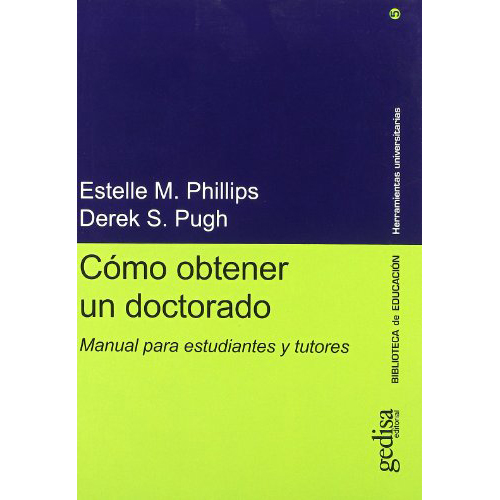 5
Herramientas universitarias
BIBLIOTECA de EDUCACIÓN
Estelle M. Phillips
Derek S. Pugh
Cómo obtener
un doctorado
Manual para estudiantes y tutores
gedisa
editorial